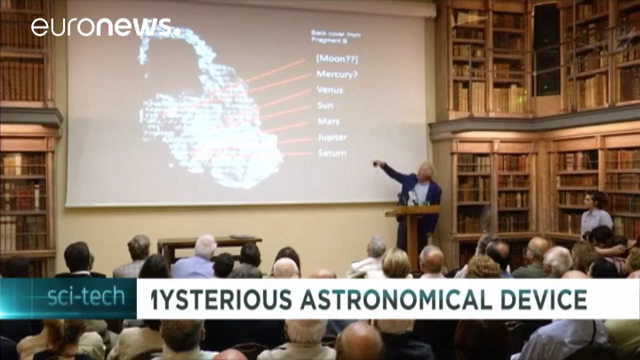 euronews.
Back cover from
Fragment B
[Moon??]
Mercury?
Venus
Sun
Mars
Jupiter
Saturn
sci-tech
MYSTERIOUS ASTRONOMICAL DEVICE